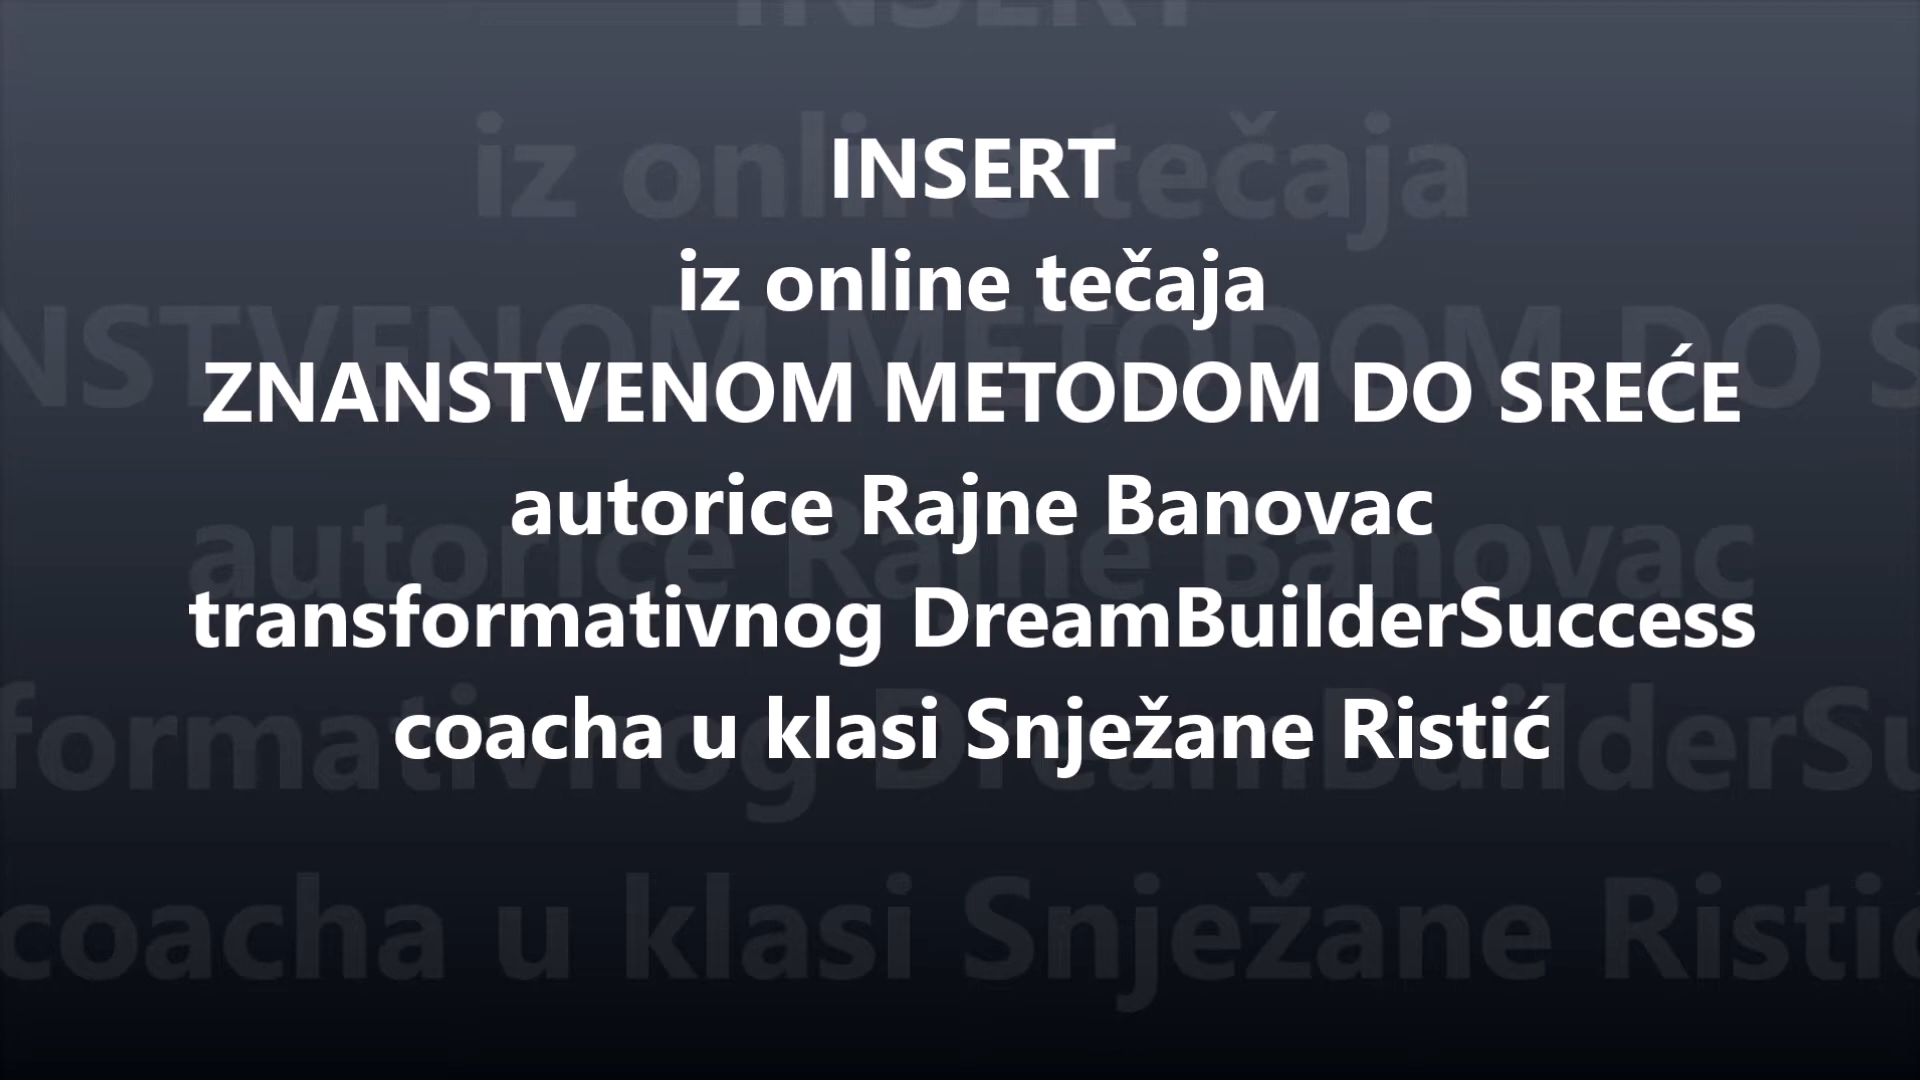 INSERT
iz online tečaja
ZNANSTVENOM METODOM DO SREĆE
autorice Rajne Banovac
transformativnog DreamBuilderSuccess
coacha u klasi Snježane Ristić